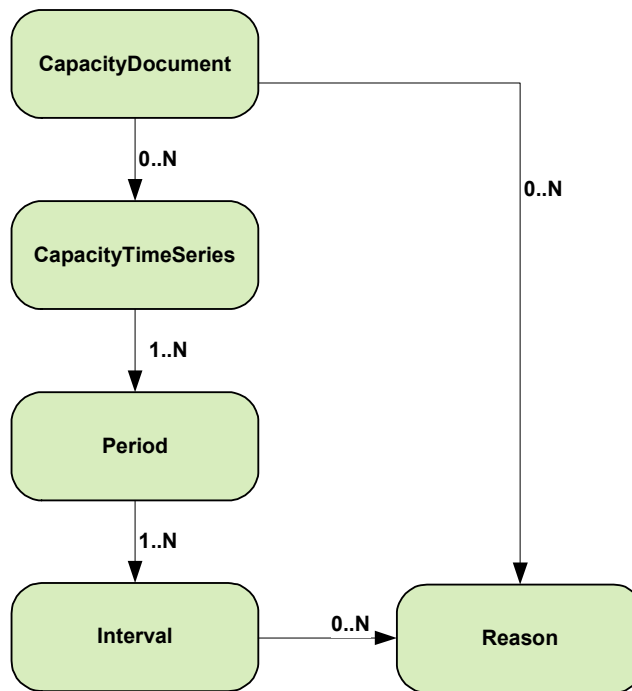 CapacityDocument
0..N
0..N
CapacityTimeSeries
1..N
Period
1..N
Interval
0..N
Reason